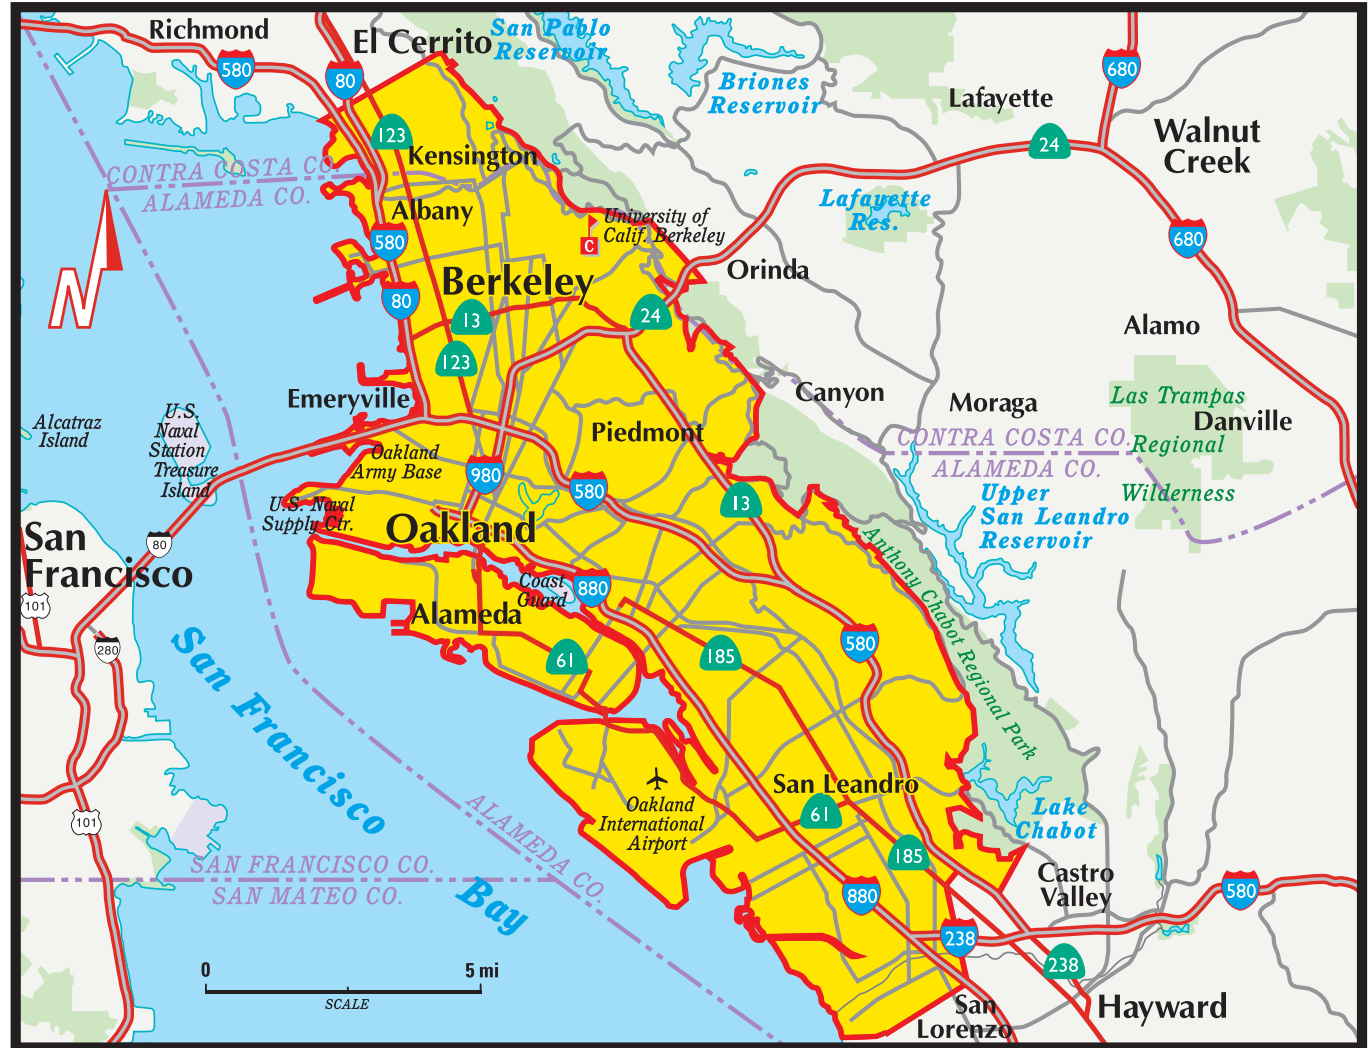 Richmond
El Cerrito
San Pablo
Reservoir
580
80
680
Briones
Reservoir
Lafayette
123
24
Walnut
Creek
Kensington
CONTRA COSTA CO.
ALAMEDA CO.
Albany
Lafayette
Res.
University of
Calif. Berkeley
C
580
680
N
Berkeley
Orinda
80
13
24
123
Alamo
Emeryville
Canyon
Moraga
Las Trampas
Regional
Wilderness
Danville
Alcatraz
Island
U.S.
Naval
Station
Treasure
Island
Piedmont
CONTRA COSTA CO.
ALAMEDA CO.
Oakland
Army Base
980
580
13
Upper
San Leandro
Reservoir
U.S. Naval
Supply Ctr.
Oakland
San
Francisco
80
Anthony Chabot Regional Park
Coast
Guard
880
101
Alameda
280
61
185
580
San Francisco
Bay
San Leandro
Oakland
International
Airport
61
Lake
Chabot
101
ALAMEDA CO.
185
SAN FRANCISCO CO.
SAN MATEO CO.
Castro
Valley
880
580
238
238
0
5 mi
SCALE
San
Lorenzo
Hayward